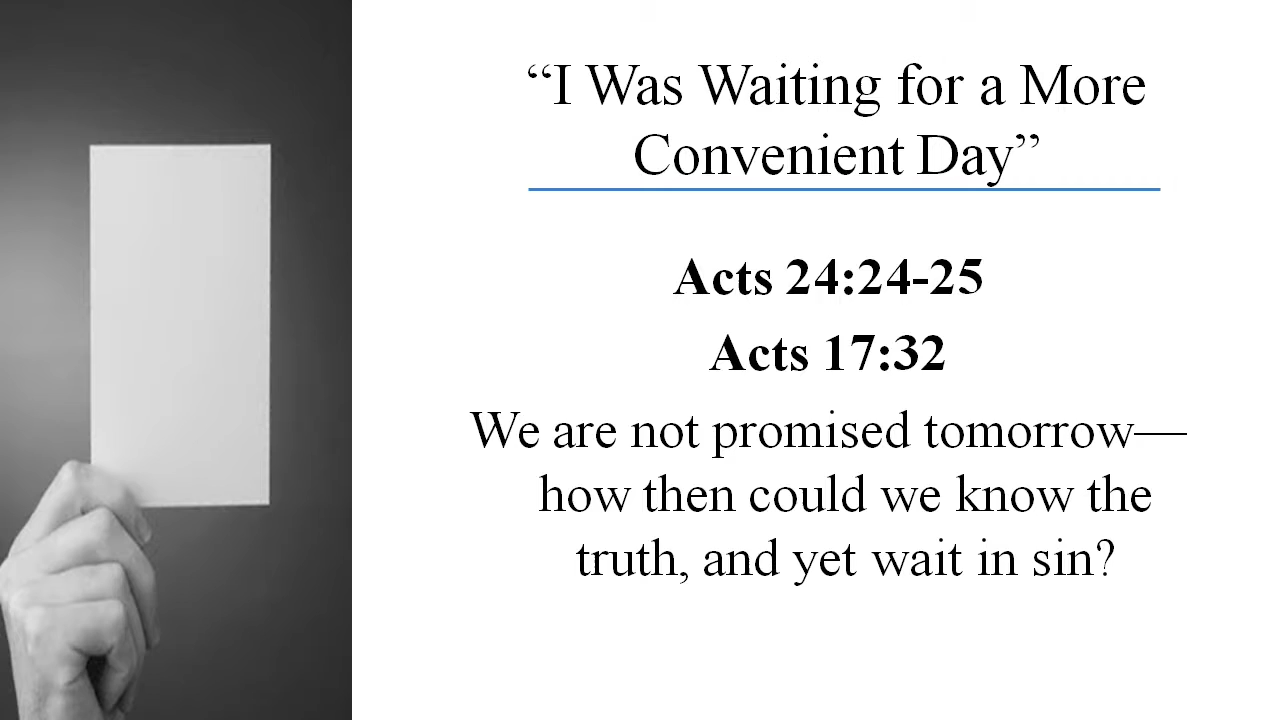 “I Was Waiting for a More
Convenient Day”
Acts 24:24-25
Acts 17:32
We are not promised tomorrow—
how then could we know the
truth, and yet wait in sin?